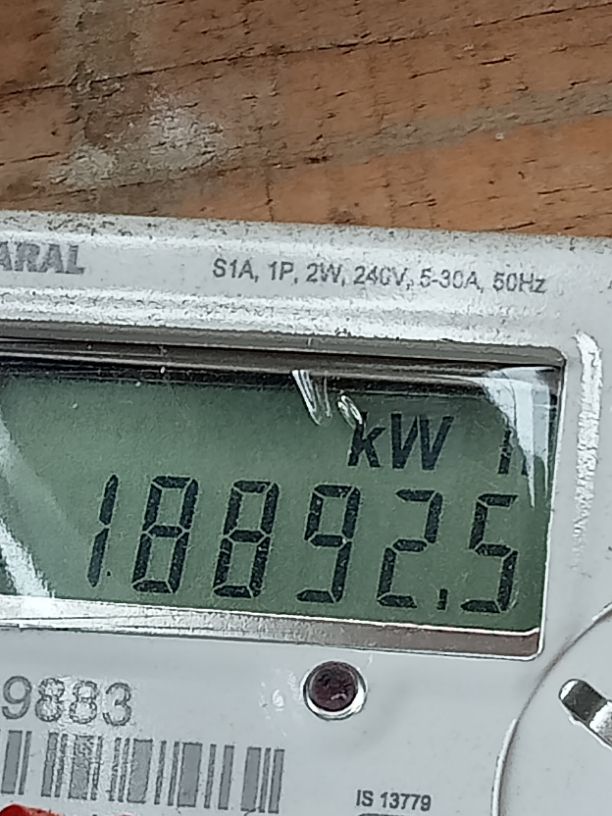 ARAL
S1A, 1P, 2W, 240V, 5-30A, 50Hz
kW h
18892.5
9883
IS 13779